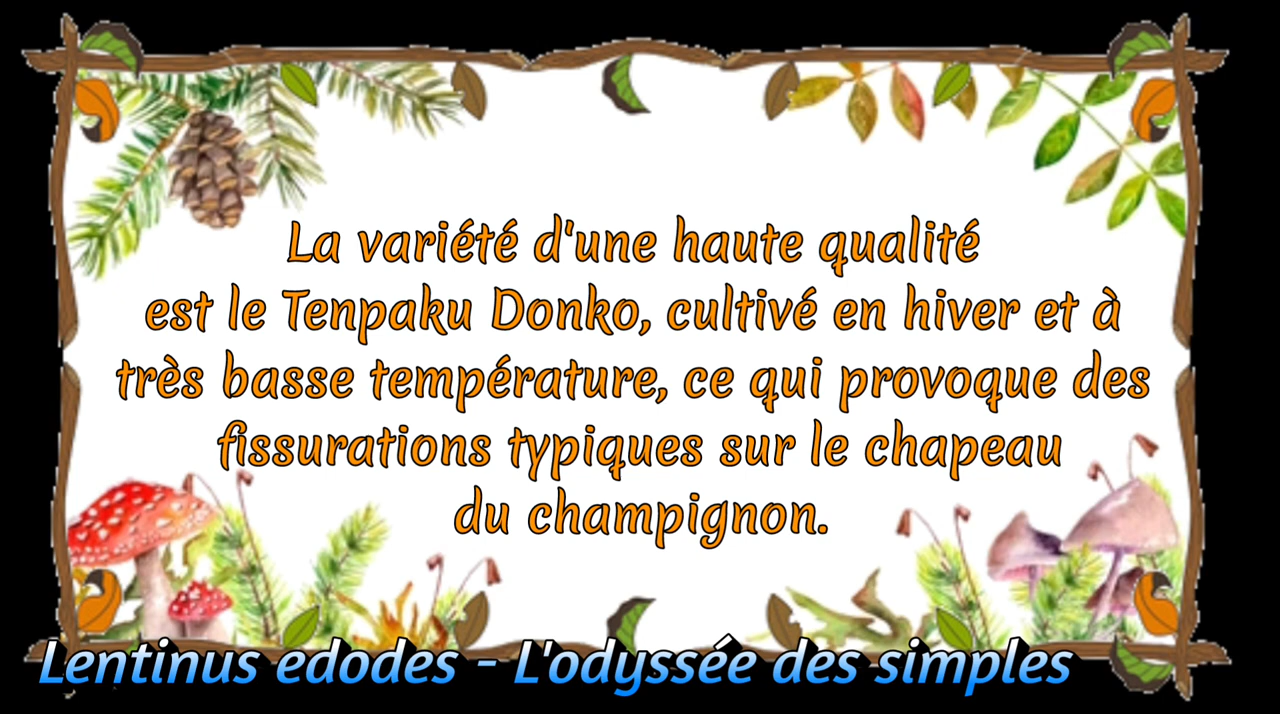 La variété d'une haute qualité
est le Tenpaku Donko, cultivé en hiver et à
très basse température, ce qui provoque des
fissurations typiques sur le chapeau
du champignon.
Lentinus edodes - L'odyssée des simples